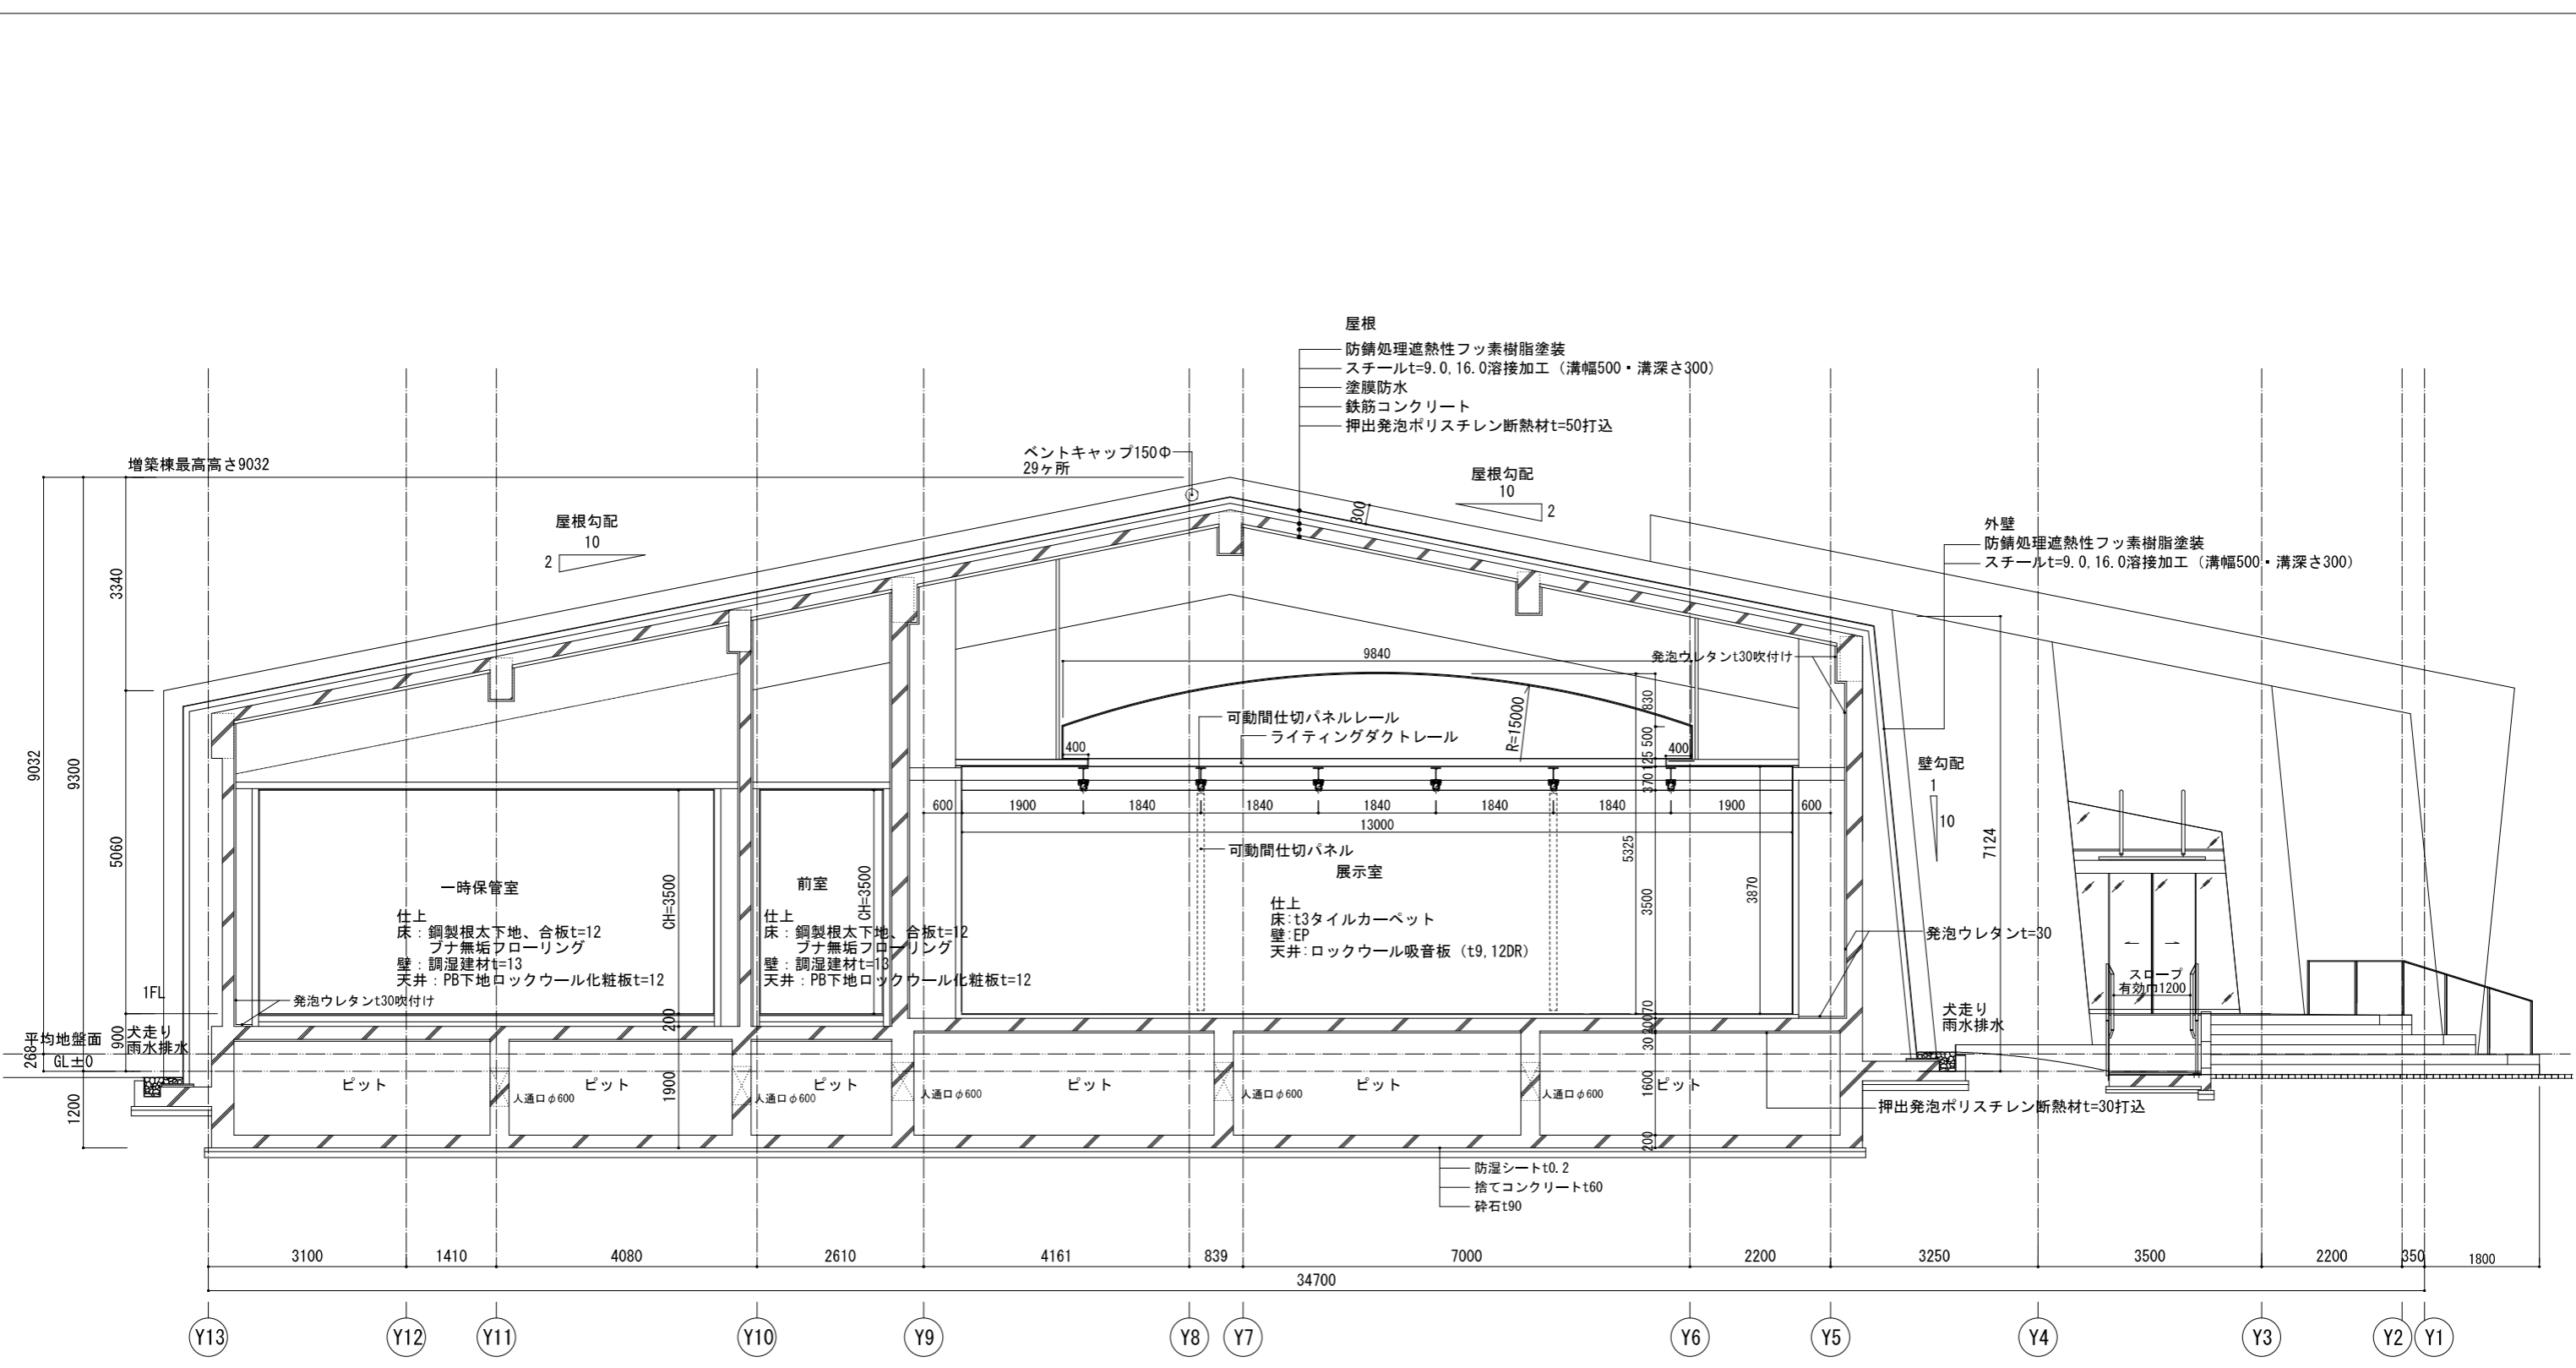 屋根
防錆処理遮熱性フッ素樹脂塗装
スチールt=9.0,16.0溶接加工（溝幅500・溝深さ300）
塗膜防水
鉄筋コンクリート
押出発泡ポリスチレン断熱材t=50打込
ベントキャップ150Φ
29ヶ所
増築棟最高高さ9032
屋根勾配
10
2
屋根勾配
10
2
300
外壁
防錆処理遮熱性フッ素樹脂塗装
スチールt=9.0,16.0溶接加工（溝幅500・溝深さ300）
3340
9032
9300
5060
900
268
1200
9840
発泡ウレタンt30吹付け
可動間仕切パネルレール
ライティングダクトレール
R=15000
830
500
125
370
400
400
壁勾配
1
10
7124
600
1900
1840
1840
1840
1840
1840
1900
600
13000
5325
3500
3870
可動間仕切パネル
展示室
仕上
床:t3タイルカーペット
壁:EP
天井:ロックウール吸音板（t9,12DR）
一時保管室
CH=3500
仕上
床：鋼製根太下地、合板t=12
ブナ無垢フローリング
壁：調湿建材t=13
天井：PB下地ロックウール化粧板t=12
前室
CH=3500
仕上
床：鋼製根太下地、合板t=12
ブナ無垢フローリング
壁：調湿建材t=13
天井：PB下地ロックウール化粧板t=12
発泡ウレタンt=30
スロープ
有効巾1200
1FL
発泡ウレタンt30吹付け
平均地盤面
GL±0
犬走り
雨水排水
犬走り
雨水排水
200
1900
70
200
30
1600
200
ピット
ピット
ピット
ピット
ピット
ピット
人通口φ600
人通口φ600
人通口φ600
人通口φ600
人通口φ600
押出発泡ポリスチレン断熱材t=30打込
防湿シートt0.2
捨てコンクリートt60
砕石t90
3100
1410
4080
2610
4161
839
7000
2200
3250
3500
2200
350
1800
34700
Y13
Y12
Y11
Y10
Y9
Y8
Y7
Y6
Y5
Y4
Y3
Y2
Y1